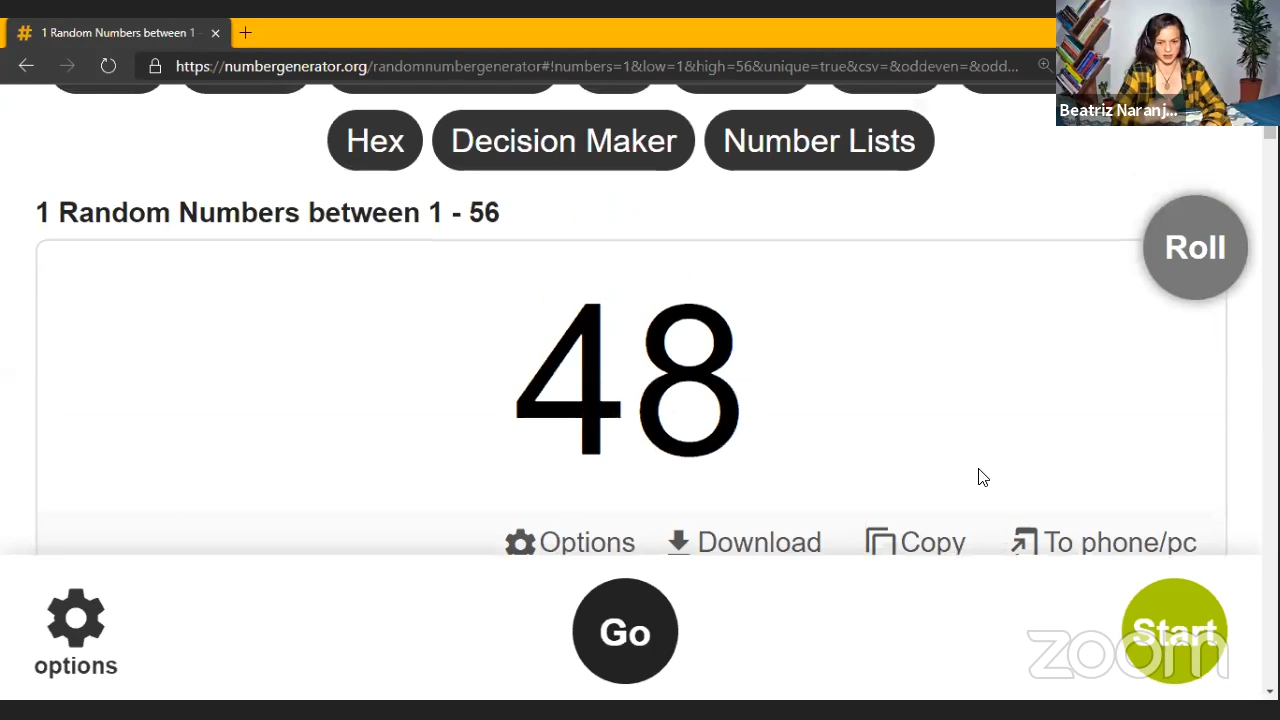 1 Random Numbers between 1 -
https://numbergenerator.org/randomnumbergenerator#!numbers=1&low=1&high=56&unique=true&csv=&oddeven=&odd...
Beatriz Naranj...
Hex
Decision Maker
Number Lists
1 Random Numbers between 1 - 56
Roll
48
Options
Download
Copy
To phone/pc
options
Go
Start
zoom